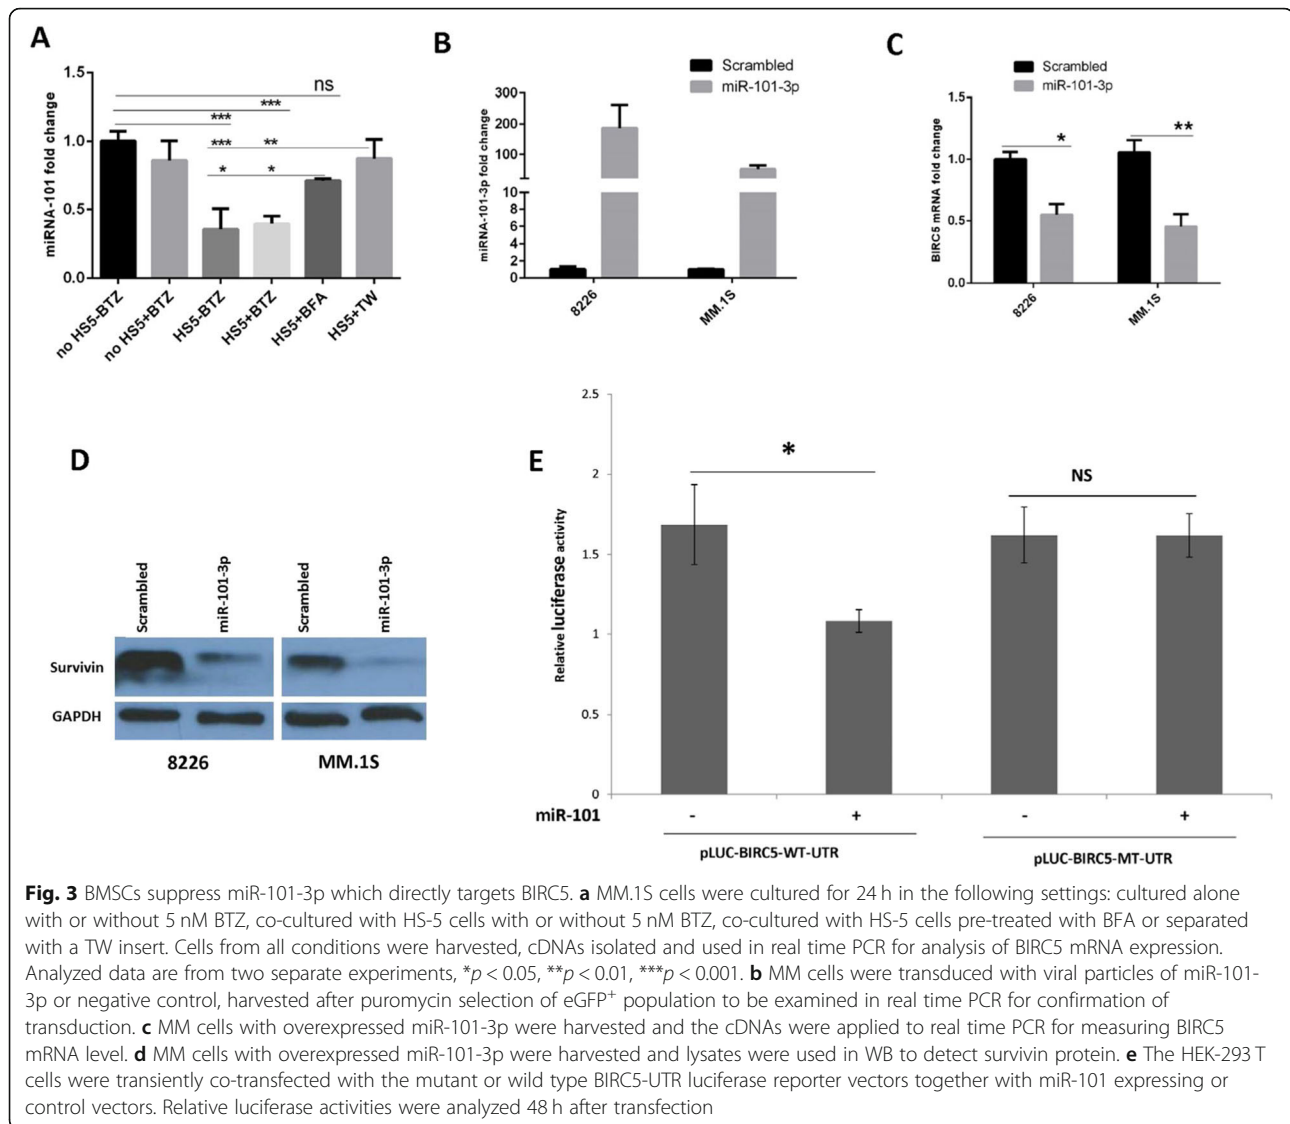 A
miRNA-101 fold change
1.5
1.0
0.5
0.0
ns
***
***
*** **
* *
no HS5-BTZ
no HS5+BTZ
HS5-BTZ
HS5+BTZ
HS5+BFA
HS5+TW
B
Scrambled
miR-101-3p
miRNA-101-3p fold change
300
200
100
10
8
6
4
2
0
8226
MM.1S
C
Scrambled
miR-101-3p
BIRC5 mRNA fold change
1.5
1.0
0.5
0.0
*
**
8226
MM.1S
D
Scrambled
miR-101-3p
Scrambled
miR-101-3p
Survivin
GAPDH
8226
MM.1S
E
Relative luciferase activity
2.5
2
1.5
1
0.5
0
*
NS
miR-101 - + - +
pLUC-BIRC5-WT-UTR
pLUC-BIRC5-MT-UTR
Fig. 3 BMSCs suppress miR-101-3p which directly targets BIRC5. a MM.1S cells were cultured for 24 h in the following settings: cultured alone
with or without 5 nM BTZ, co-cultured with HS-5 cells with or without 5 nM BTZ, co-cultured with HS-5 cells pre-treated with BFA or separated
with a TW insert. Cells from all conditions were harvested, cDNAs isolated and used in real time PCR for analysis of BIRC5 mRNA expression.
Analyzed data are from two separate experiments, *p < 0.05, **p < 0.01, ***p < 0.001. b MM cells were transduced with viral particles of miR-101-
3p or negative control, harvested after puromycin selection of eGFP+ population to be examined in real time PCR for confirmation of
transduction. c MM cells with overexpressed miR-101-3p were harvested and the cDNAs were applied to real time PCR for measuring BIRC5
mRNA level. d MM cells with overexpressed miR-101-3p were harvested and lysates were used in WB to detect survivin protein. e The HEK-293 T
cells were transiently co-transfected with the mutant or wild type BIRC5-UTR luciferase reporter vectors together with miR-101 expressing or
control vectors. Relative luciferase activities were analyzed 48 h after transfection